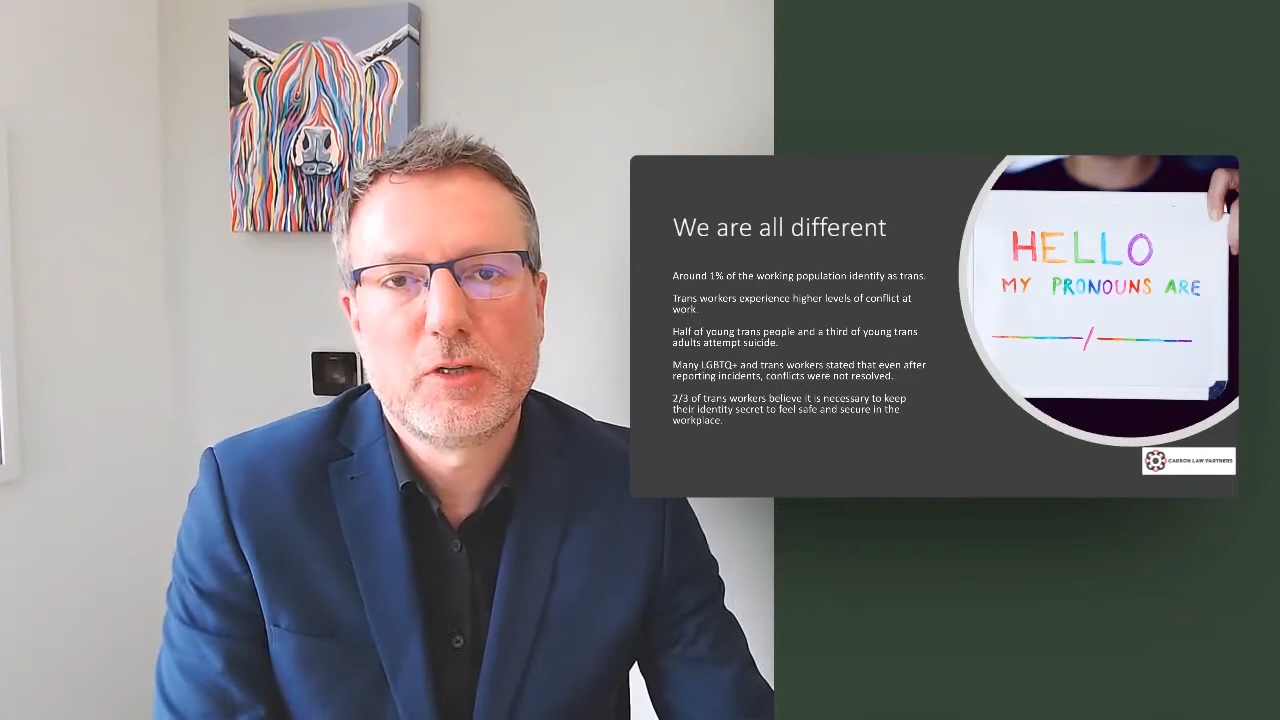 We are all different
Around 1% of the working population identify as trans.
Trans workers experience higher levels of conflict at
work.
Half of young trans people and a third of young trans
adults attempt suicide.
Many LGBTQ+ and trans workers stated that even after
reporting incidents, conflicts were not resolved.
2/3 of trans workers believe it is necessary to keep
their identity secret to feel safe and secure in the
workplace.
HELLO
MY PRONOUNS ARE
/
CARBON LAW PARTNERS